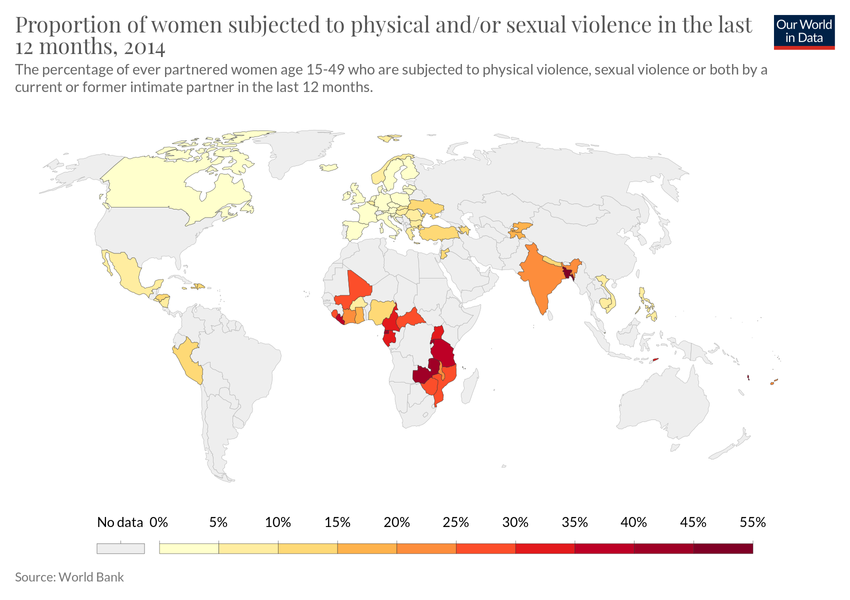 Proportion of women subjected to physical and/or sexual violence in the last
12 months, 2014
Our World
in Data
The percentage of ever partnered women age 15-49 who are subjected to physical violence, sexual violence or both by a
current or former intimate partner in the last 12 months.
No data 0% 5% 10% 15% 20% 25% 30% 35% 40% 45% 55%
Source: World Bank